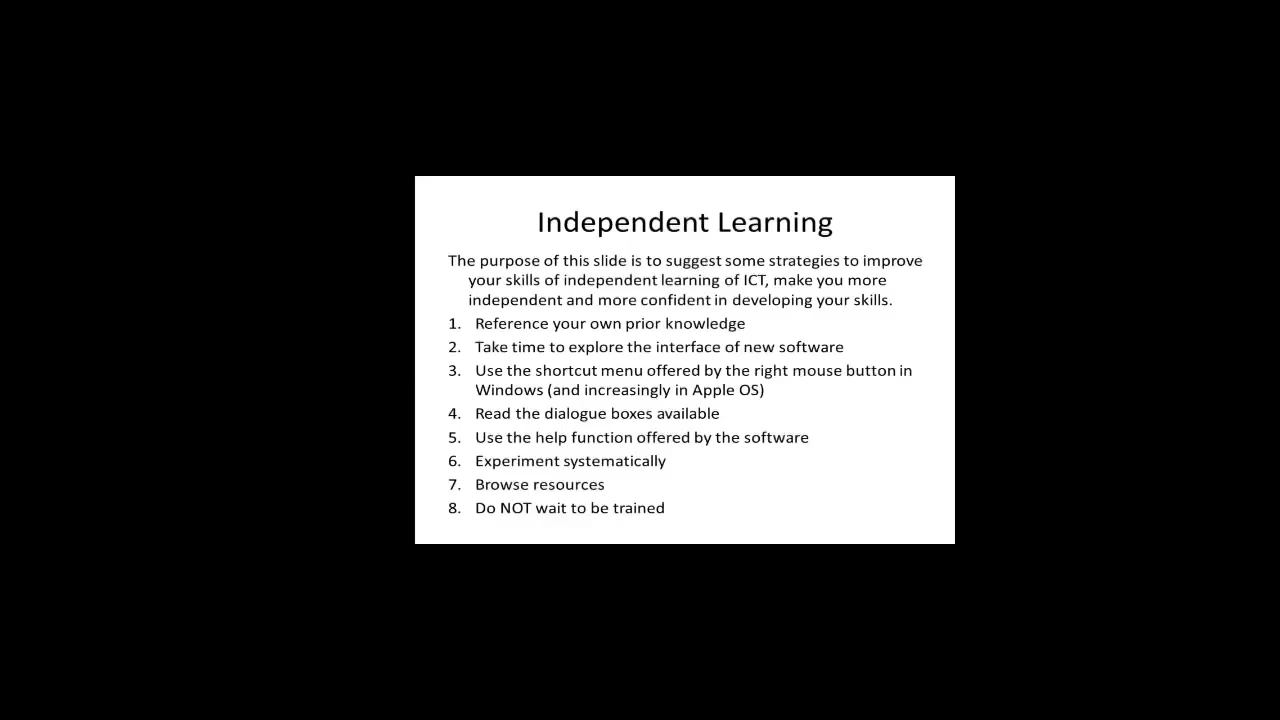 Independent Learning
The purpose of this slide is to suggest some strategies to improve
your skills of independent learning of ICT, make you more
independent and more confident in developing your skills.
1. Reference your own prior knowledge
2. Take time to explore the interface of new software
3. Use the shortcut menu offered by the right mouse button in
Windows (and increasingly in Apple OS)
4. Read the dialogue boxes available
5. Use the help function offered by the software
6. Experiment systematically
7. Browse resources
8. Do NOT wait to be trained